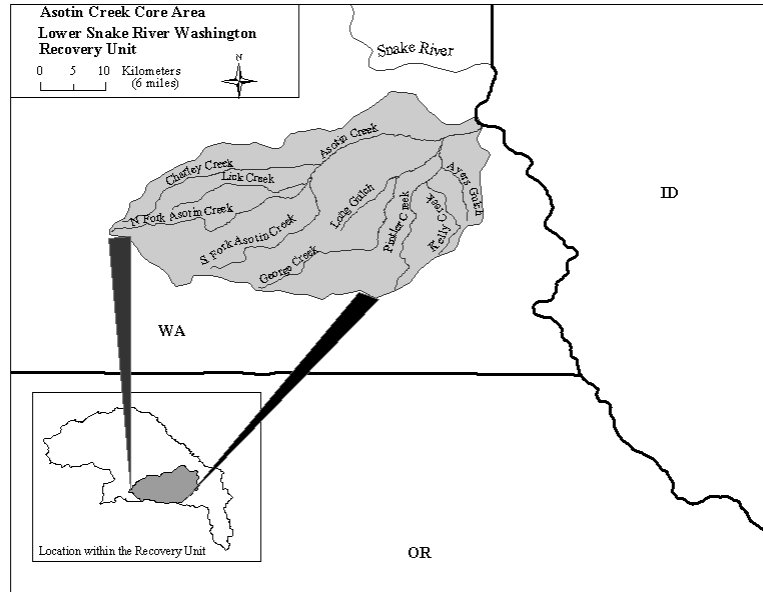 Asotin Creek Core Area
Lower Snake River Washington
Recovery Unit
0 5 10 Kilometers
(6 miles)
N
Snake River
Asotin Creek
Charley Creek
Lick Creek
N Fork Asotin Creek
S. Fork Asotin Creek
George Creek
Long Gulch
Pintler Creek
Kelly Creek
Ayers Gulch
ID
WA
OR
Location within the Recovery Unit